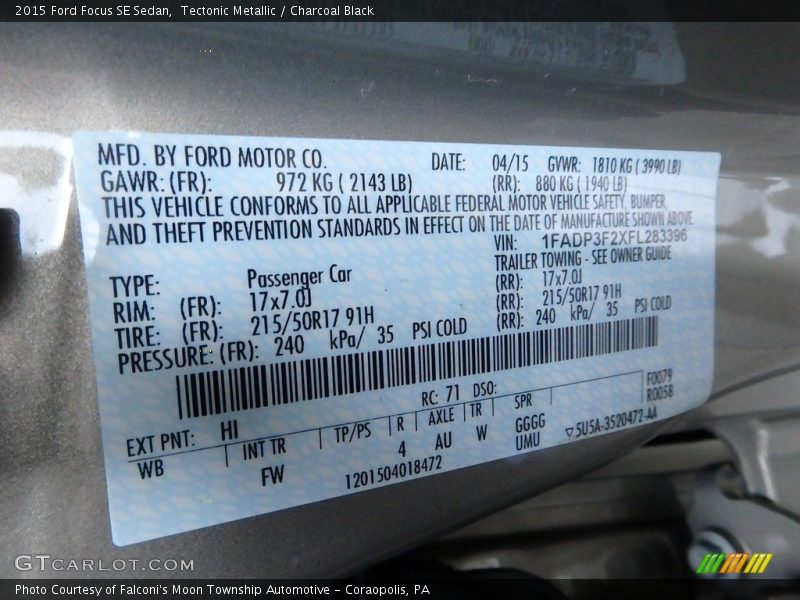 2015 Ford Focus SE Sedan,  Tectonic Metallic / Charcoal Black
MFD. BY FORD MOTOR CO. DATE: 04/15 GVWR: 1810 KG ( 3990 LB)
GAWR: (FR): 972 KG ( 2143 LB) (RR): 880 KG ( 1940 LB)
THIS VEHICLE CONFORMS TO ALL APPLICABLE FEDERAL MOTOR VEHICLE SAFETY, BUMPER,
AND THEFT PREVENTION STANDARDS IN EFFECT ON THE DATE OF MANUFACTURE SHOWN ABOVE.
VIN: 1FADP3F2XFL283396
TRAILER TOWING - SEE OWNER GUIDE
TYPE: Passenger Car
RIM: (FR): 17x7.0J (RR): 17x7.0J
TIRE: (FR): 215/50R17 91H (RR): 215/50R17 91H
PRESSURE: (FR): 240 kPa/ 35 PSI COLD (RR): 240 kPa/ 35 PSI COLD
F0079
R0058
EXT PNT: HI RC: 71 DSO:
WB INT TR TP/PS R AXLE TR SPR
FW 4 AU W GGGG
UMU
▽5U5A-3520472-AA
1201504018472
GTCARLOT.COM
Photo Courtesy of Falconi's Moon Township Automotive – Coraopolis, PA